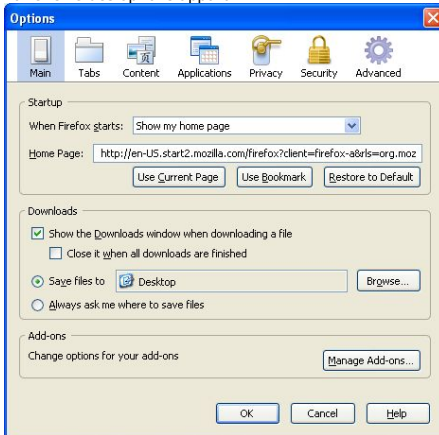 Options
Main Tabs Content Applications Privacy Security Advanced
Startup
When Firefox starts: Show my home page
Home Page: http://en-US.start2.mozilla.com/firefox?client=firefox-a&rls=org.moz
Use Current Page Use Bookmark Restore to Default
Downloads
Show the Downloads window when downloading a file
Close it when all downloads are finished
Save files to Desktop Browse...
Always ask me where to save files
Add-ons
Change options for your add-ons
Manage Add-ons...
OK Cancel Help